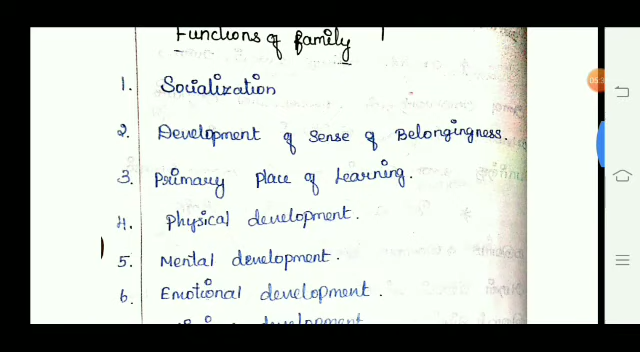 Functions of family
1. Socialization
2. Development of Sense of Belongingness.
3. Primary Place of Learning.
4. Physical development.
5. Mental development.
6. Emotional development.
development